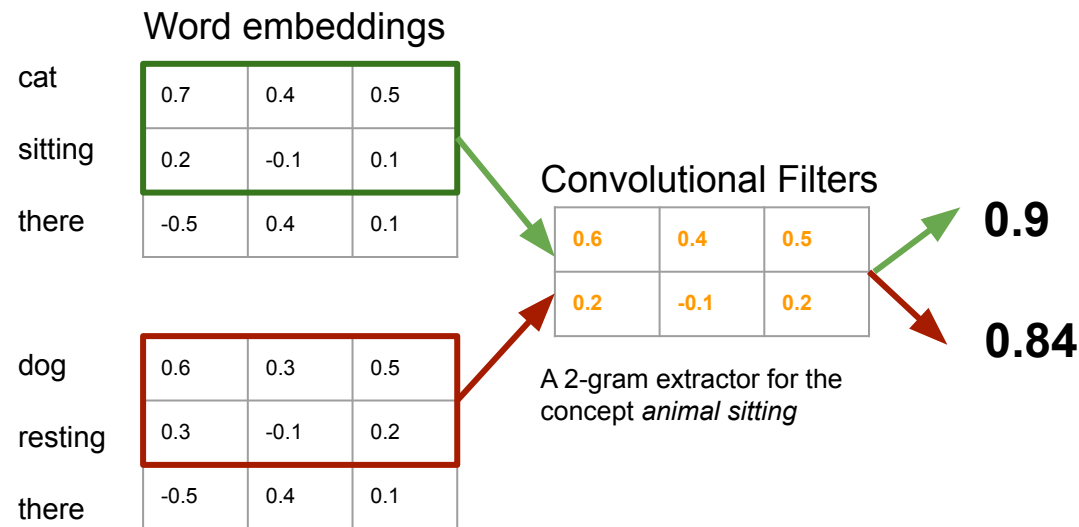 Word embeddings
cat 0.7 0.4 0.5
sitting 0.2 -0.1 0.1
there -0.5 0.4 0.1
Convolutional Filters
0.6 0.4 0.5
0.2 -0.1 0.2
A 2-gram extractor for the
concept animal sitting
0.9
0.84
dog 0.6 0.3 0.5
resting 0.3 -0.1 0.2
there -0.5 0.4 0.1